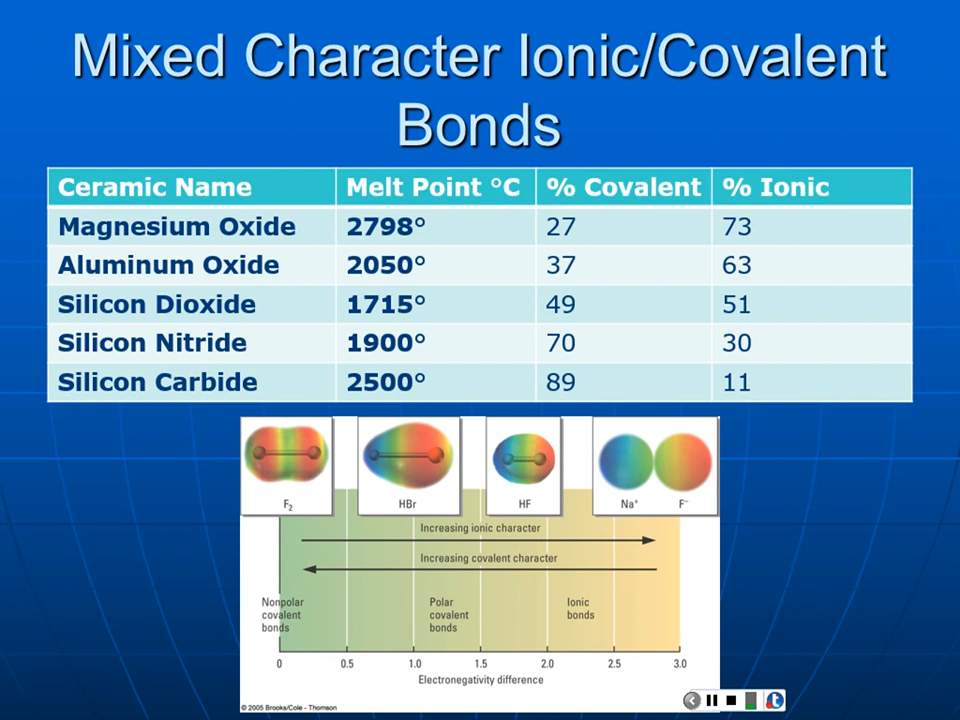 Mixed Character Ionic/Covalent
Bonds
Ceramic Name Melt Point °C % Covalent % Ionic
Magnesium Oxide 2798° 27 73
Aluminum Oxide 2050° 37 63
Silicon Dioxide 1715° 49 51
Silicon Nitride 1900° 70 30
Silicon Carbide 2500° 89 11
F₂ HBr HF Na⁺ F⁻
Increasing ionic character
Increasing covalent character
Nonpolar
covalent
bonds
Polar
covalent
bonds
Ionic
bonds
0 0.5 1.0 1.5 2.0 2.5 3.0
Electronegativity difference
© 2005 Brooks/Cole - Thomson
t